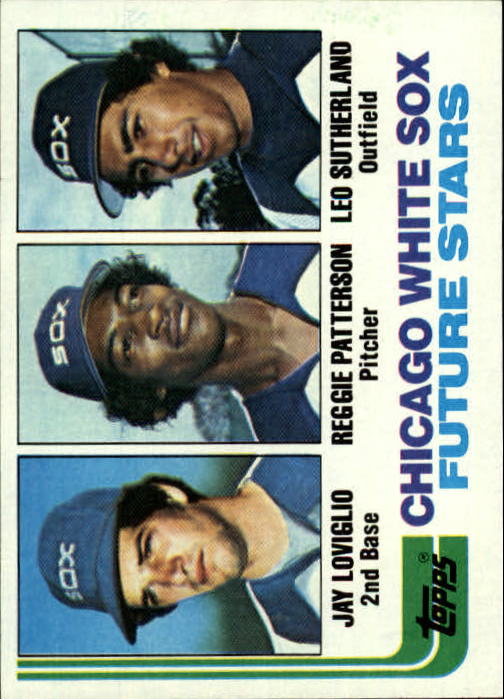 SOX
SOX
SOX
JAY LOVIGLIO
2nd Base
REGGIE PATTERSON
Pitcher
LEO SUTHERLAND
Outfield
TOPPS®
CHICAGO WHITE SOX
FUTURE STARS